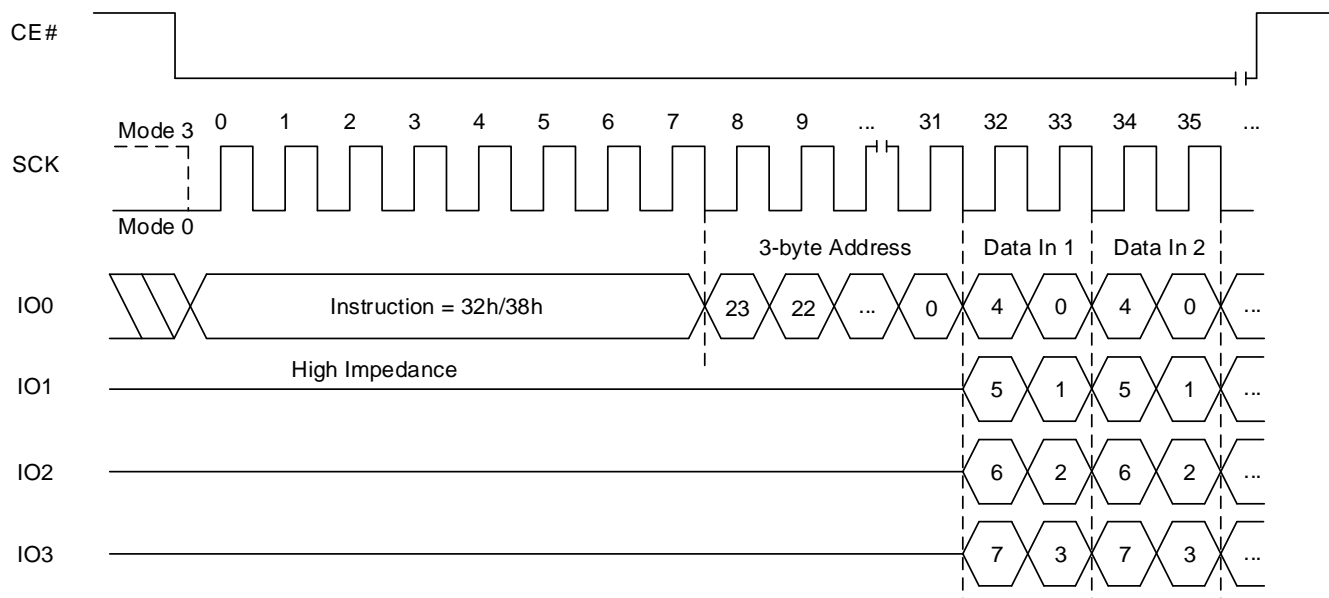 CE#
Mode 3 0 1 2 3 4 5 6 7 8 9 ... 31 32 33 34 35 ...
SCK
Mode 0
3-byte Address Data In 1 Data In 2
IO0 Instruction = 32h/38h 23 22 ... 0 4 0 4 0 ...
High Impedance
IO1 5 1 5 1 ...
IO2 6 2 6 2 ...
IO3 7 3 7 3 ...